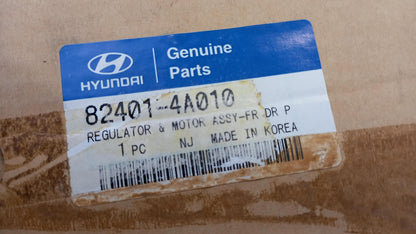 HYUNDAI
Genuine
Parts
82401-4A010
REGULATOR & MOTOR ASSY-FR DR P
1 PC NJ MADE IN KOREA